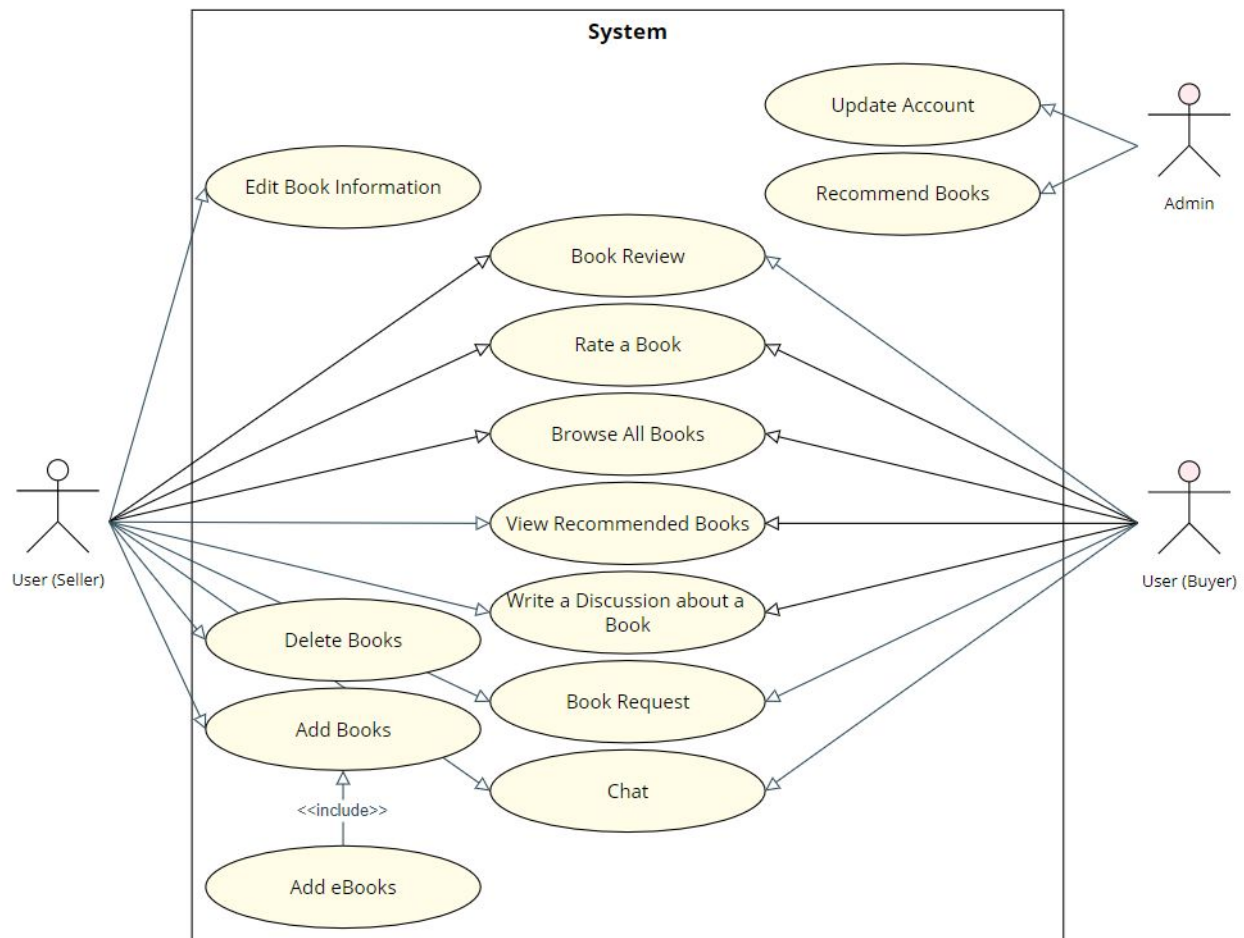 System
Update Account
Admin
Edit Book Information
Recommend Books
Book Review
Rate a Book
Browse All Books
User (Seller)
View Recommended Books
User (Buyer)
Write a Discussion about a
Book
Delete Books
Book Request
Add Books
Chat
<<include>>
Add eBooks